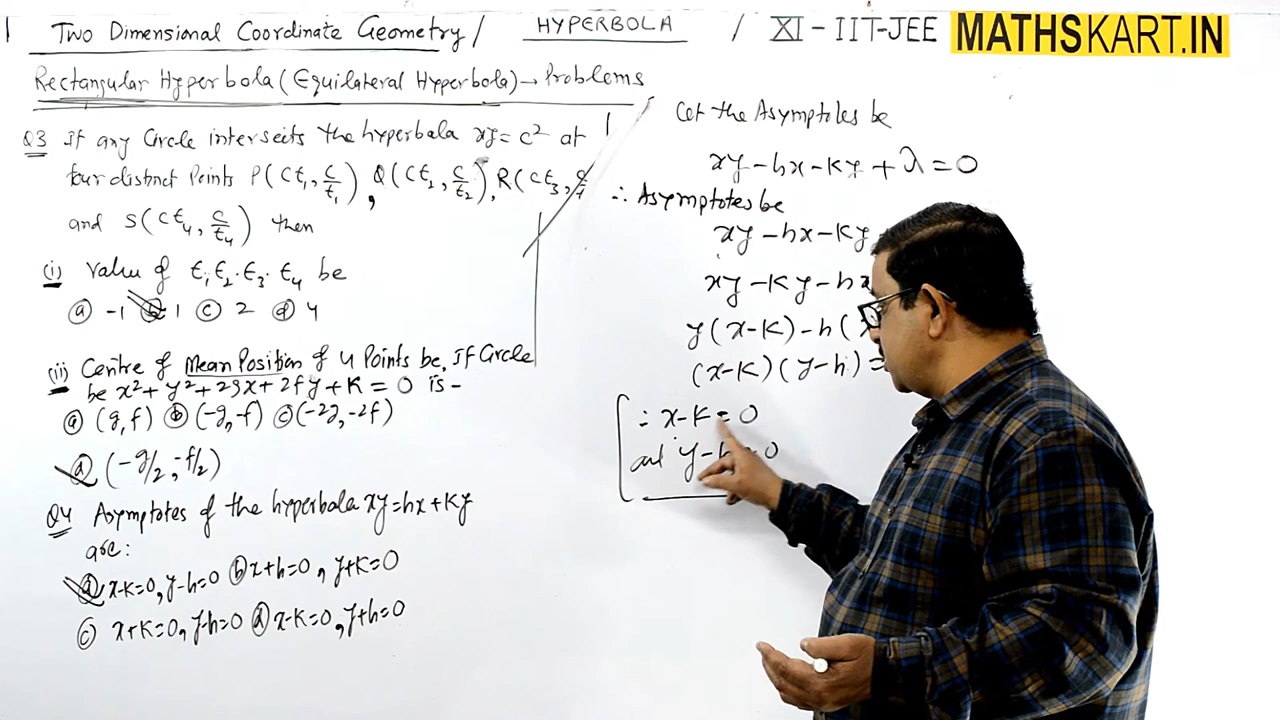 Two Dimensional Coordinate Geometry / HYPERBOLA / XI - IIT-JEE MATHSKART.IN
Rectangular Hyperbola (Equilateral Hyperbola) → Problems
Q3 If any Circle intersects the hyperbola xy = c² at
four distinct Points P(ct₁, c/t₁), Q(ct₂, c/t₂), R(ct₃, c/t
and S(ct₄, c/t₄) then
(i) Value of t₁ t₂ · t₃ · t₄ be
(a) -1 (b) 1 (c) 2 (d) 4
(ii) Centre of Mean Position of 4 Points be, If Circle
be x² + y² + 2gx + 2fy + K = 0 is -
(a) (g, f) (b) (-g, -f) (c) (-2g, -2f)
(d) (-g/2, -f/2)
Q4 Asymptotes of the hyperbola xy = hx + Ky
are:
(a) x-K=0, y-h=0 (b) x+h=0, y+K=0
(c) x+K=0, y-h=0 (d) x-K=0, y+h=0
Let the Asymptotes be
xy - hx - Ky + λ = 0
∴ Asymptotes be
xy - hx - Ky
xy - Ky - hx
y(x-K) - h(
(x-K)(y-h) =
∴ x-K = 0
and y-h = 0